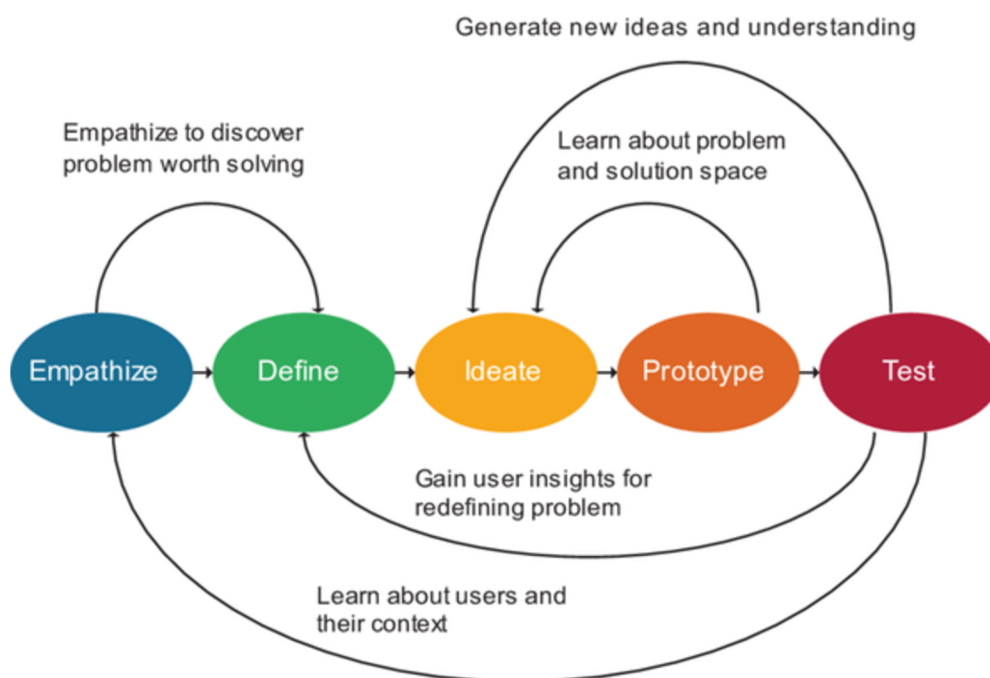 Generate new ideas and understanding
Empathize to discover
problem worth solving
Learn about problem
and solution space
Empathize
Define
Ideate
Prototype
Test
Gain user insights for
redefining problem
Learn about users and
their context